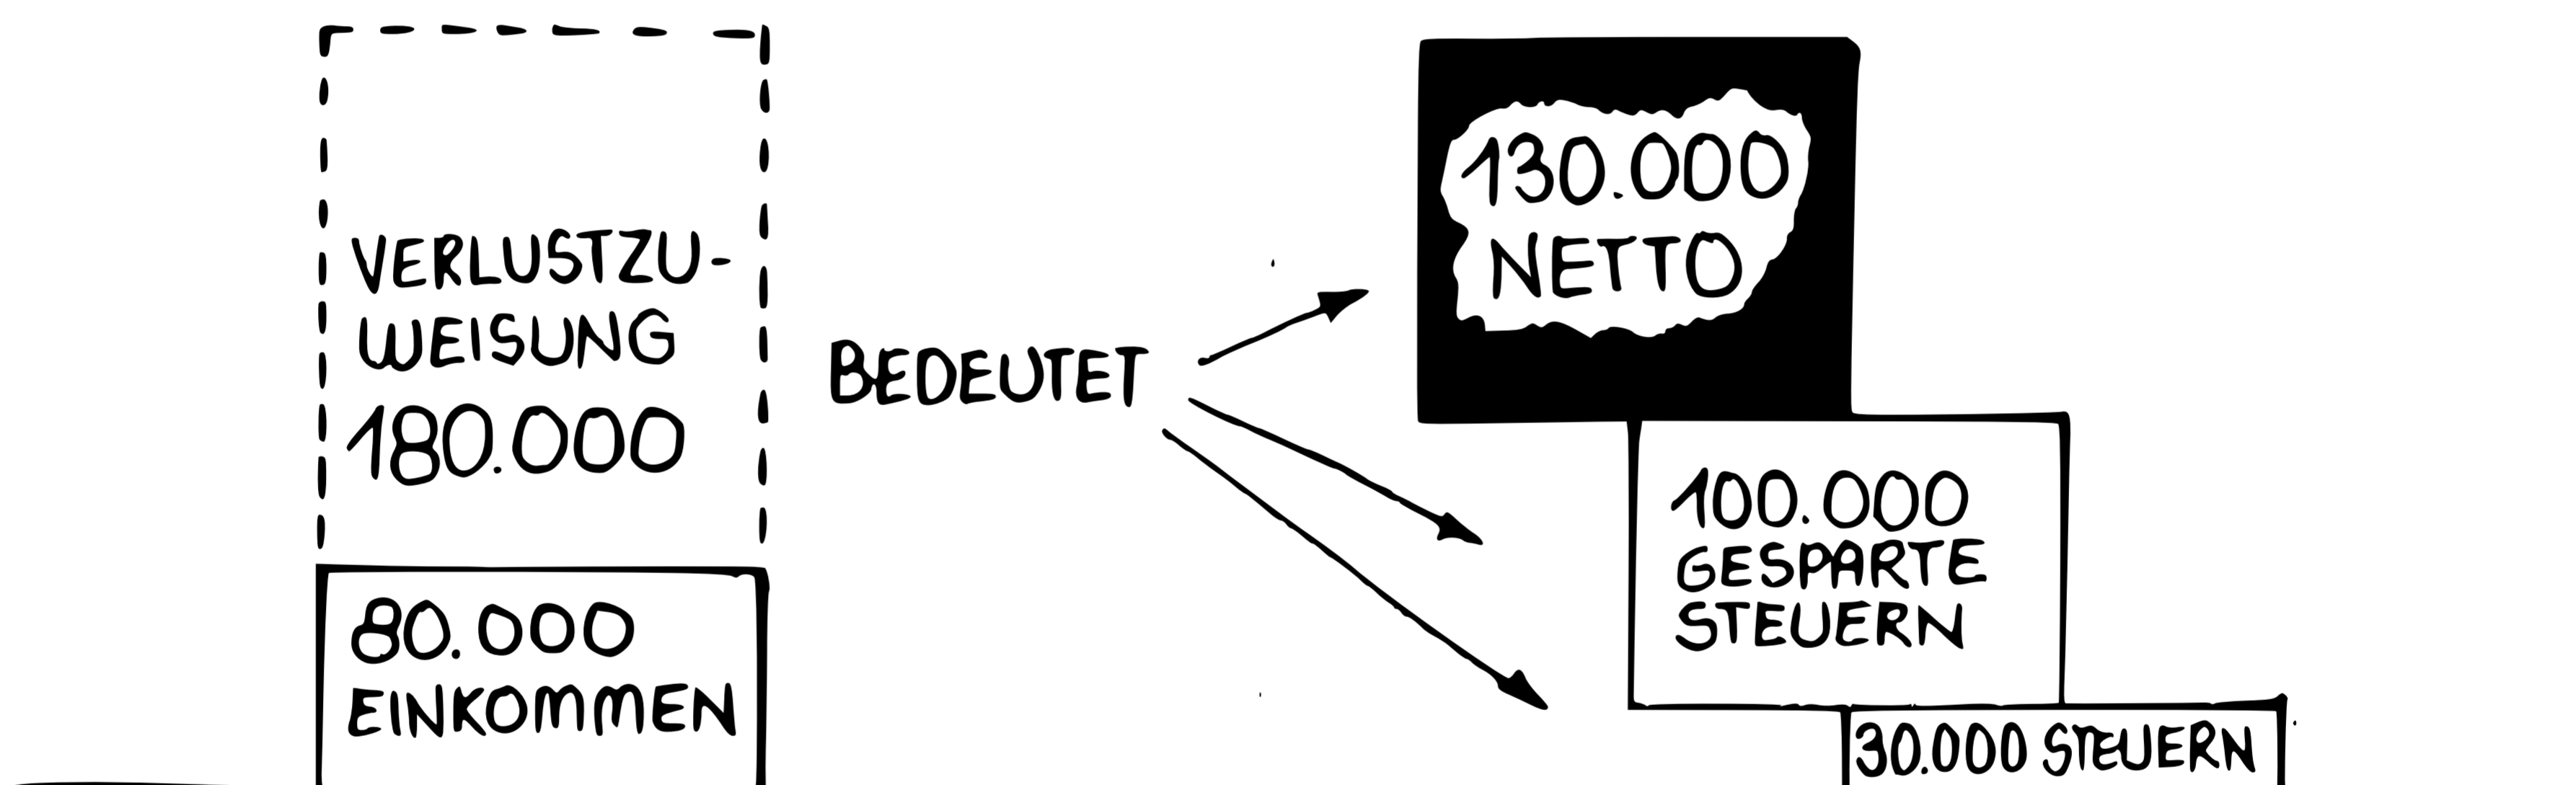 VERLUSTZU-
WEISUNG
180.000
80.000
EINKOMMEN
BEDEUTET
130.000
NETTO
100.000
GESPARTE
STEUERN
30.000 STEUERN